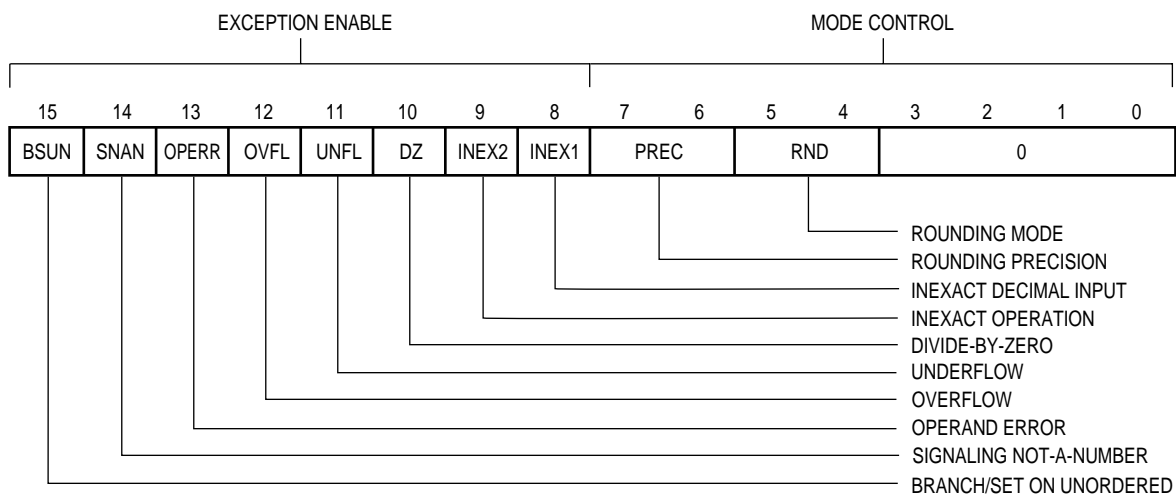 EXCEPTION ENABLE MODE CONTROL
15 14 13 12 11 10 9 8 7 6 5 4 3 2 1 0
BSUN SNAN OPERR OVFL UNFL DZ INEX2 INEX1 PREC RND 0
ROUNDING MODE
ROUNDING PRECISION
INEXACT DECIMAL INPUT
INEXACT OPERATION
DIVIDE-BY-ZERO
UNDERFLOW
OVERFLOW
OPERAND ERROR
SIGNALING NOT-A-NUMBER
BRANCH/SET ON UNORDERED